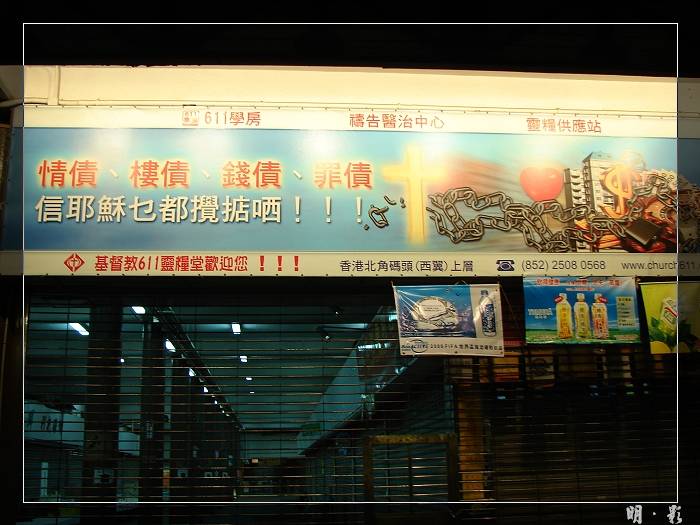 611學房 禱告醫治中心 靈糧供應站
情債、樓債、錢債、罪債
信耶穌乜都攪掂哂！！！
基督教611靈糧堂歡迎您！！！ 香港北角碼頭(西翼)上層 (852) 2508 0568 www.church611.
2006 FIFA
明·影